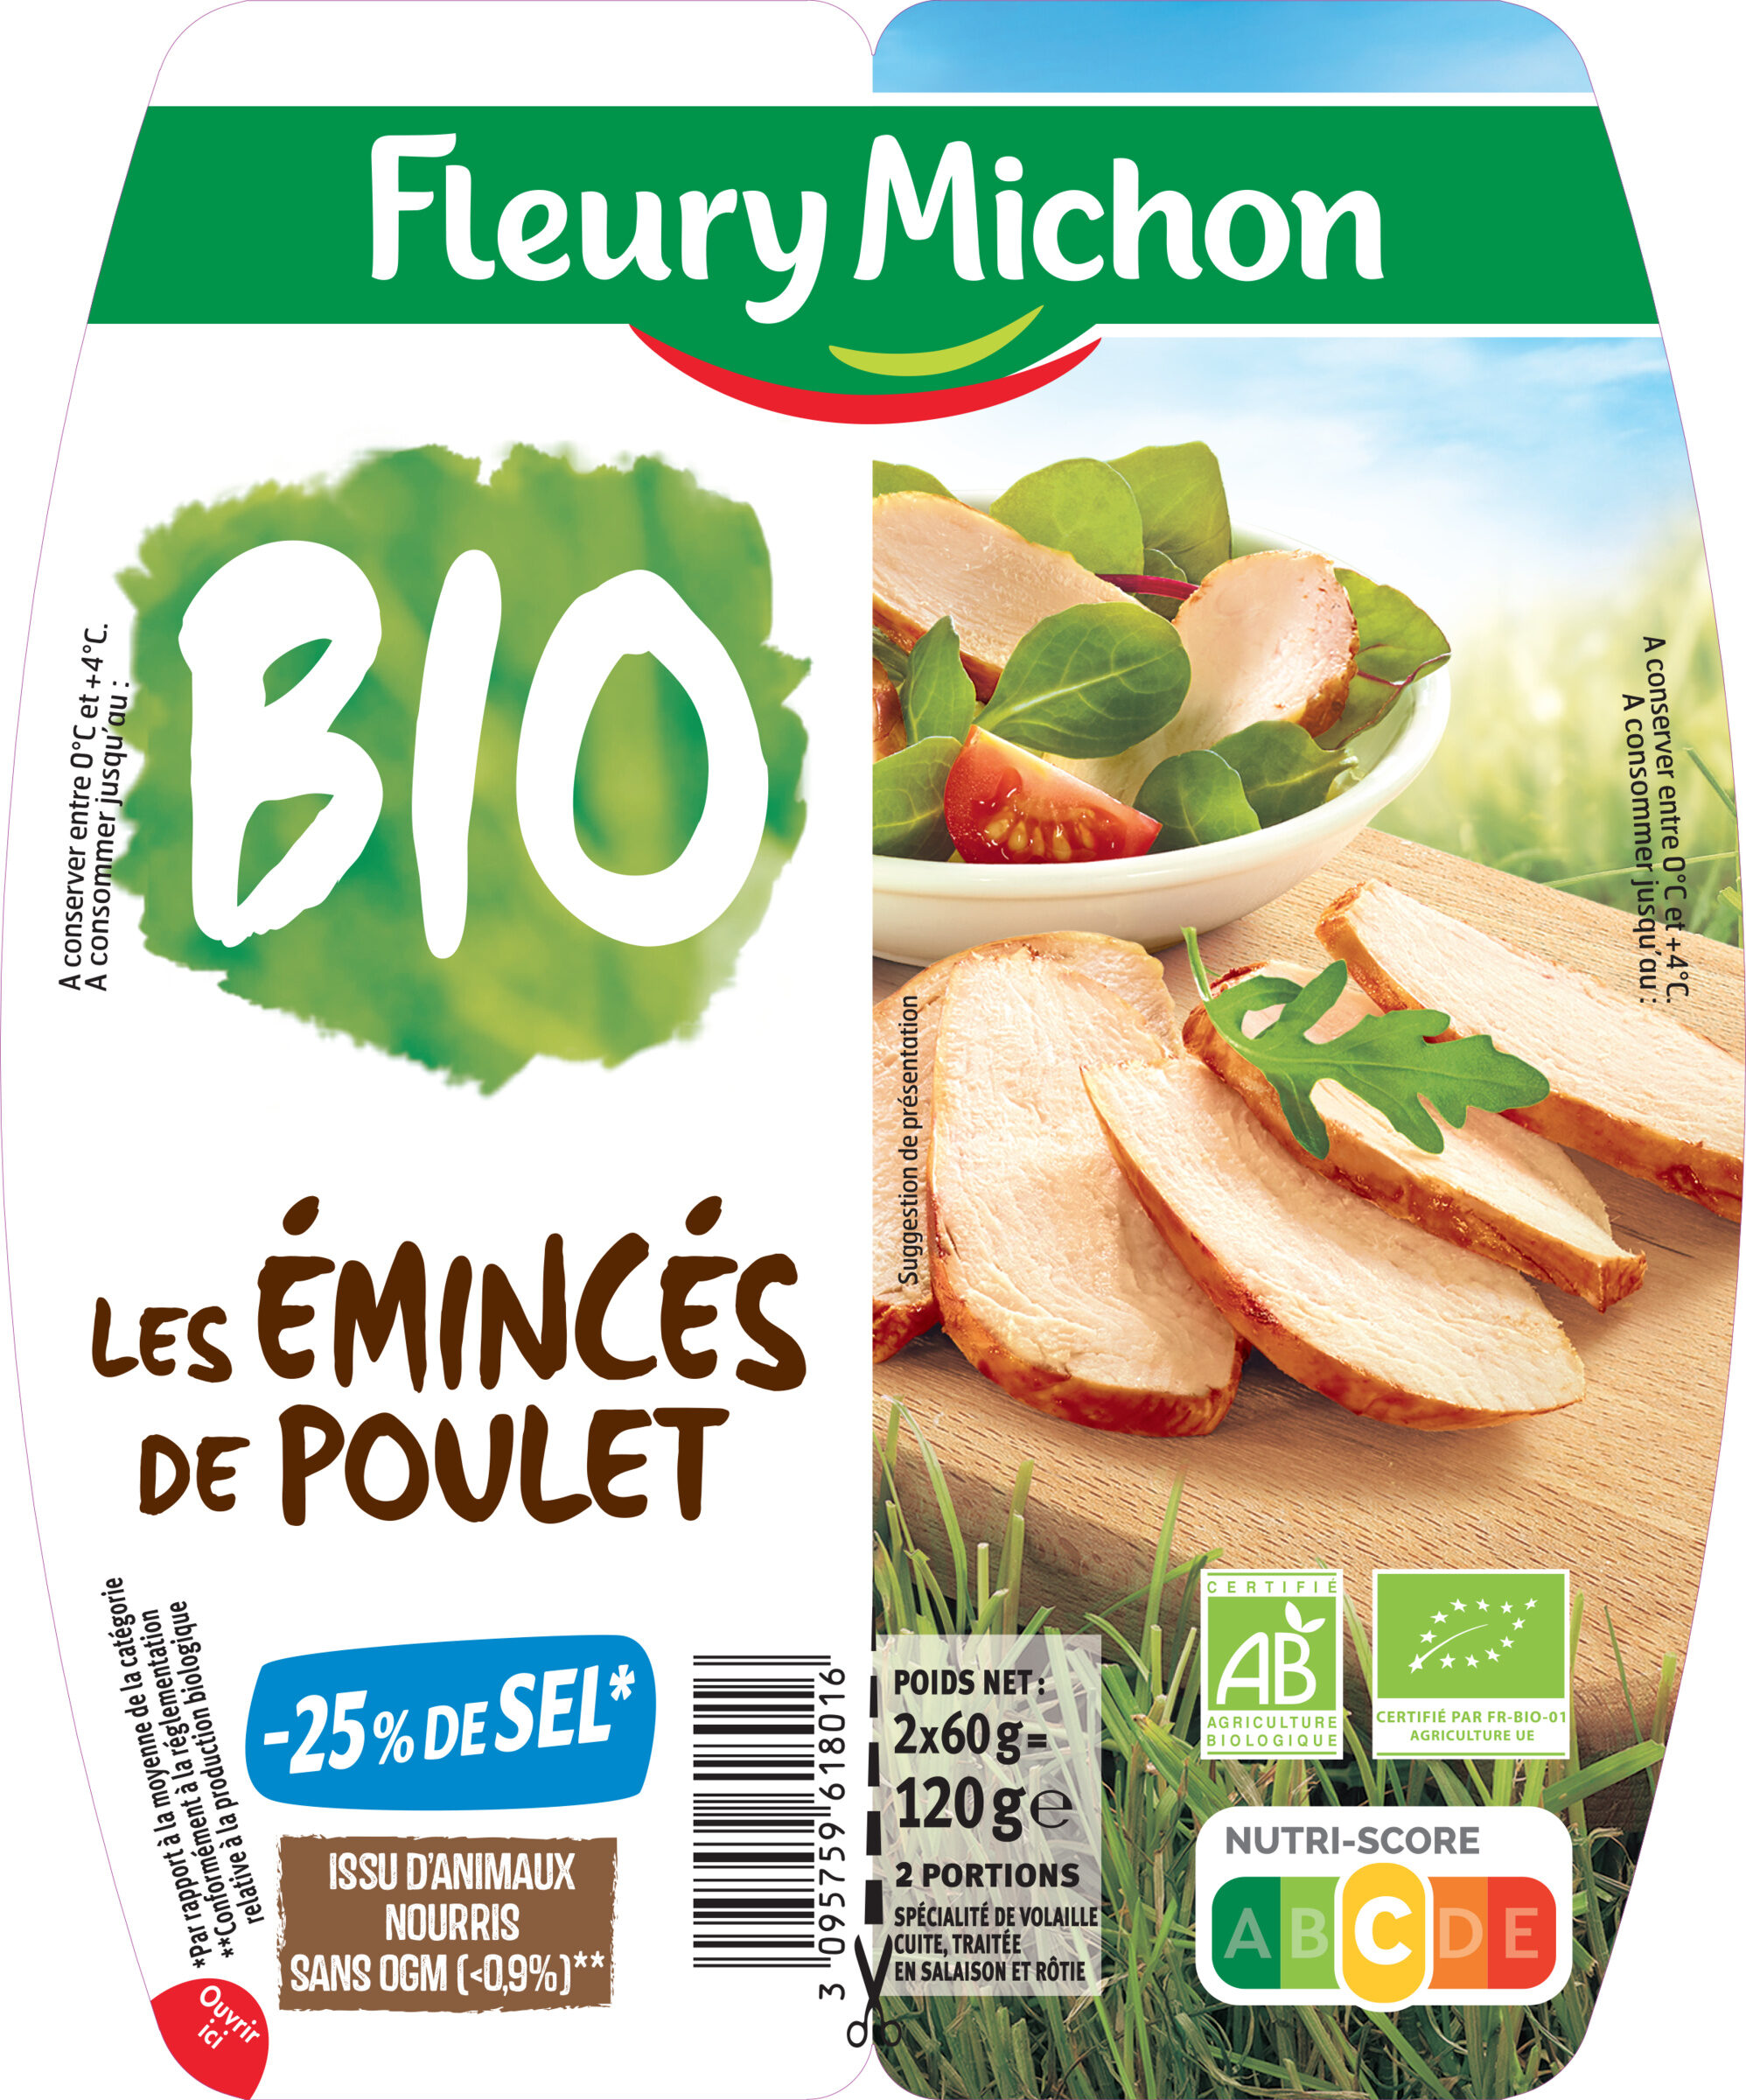 Fleury Michon
BIO
A conserver entre 0°C et +4°C.
A consommer jusqu'au :
A conserver entre 0°C et +4°C.
A consommer jusqu'au :
Suggestion de présentation
LES ÉMINCÉS
DE POULET
*Par rapport à la moyenne de la catégorie
**Conformément à la réglementation
relative à la production biologique
-25% DE SEL*
ISSU D'ANIMAUX
NOURRIS
SANS OGM (<0,9%)**
Ouvrir
ici
3 095759 618016
POIDS NET :
2x60g=
120g e
2 PORTIONS
SPÉCIALITÉ DE VOLAILLE
CUITE, TRAITÉE
EN SALAISON ET RÔTIE
CERTIFIÉ
AB
AGRICULTURE
BIOLOGIQUE
CERTIFIÉ PAR FR-BIO-01
AGRICULTURE UE
NUTRI-SCORE
A B C D E